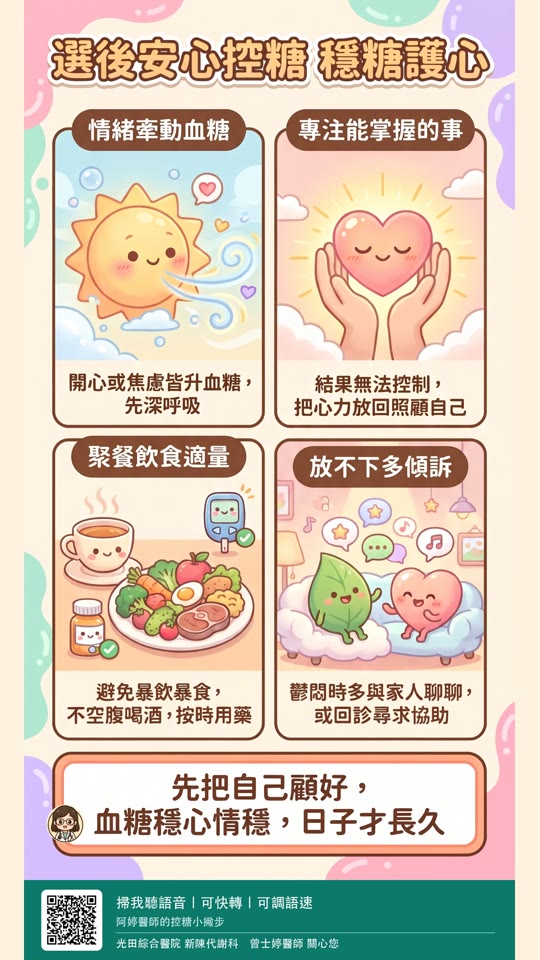 選後安心控糖 穩糖護心
情緒牽動血糖
開心或焦慮皆升血糖，
先深呼吸
專注能掌握的事
結果無法控制，
把心力放回照顧自己
聚餐飲食適量
避免暴飲暴食，
不空腹喝酒，按時用藥
放不下多傾訴
鬱悶時多與家人聊聊，
或回診尋求協助
先把自己顧好，
血糖穩心情穩，日子才長久
掃我聽語音｜可快轉｜可調語速
阿婷醫師的控糖小撇步
光田綜合醫院 新陳代謝科 曾士婷醫師 關心您